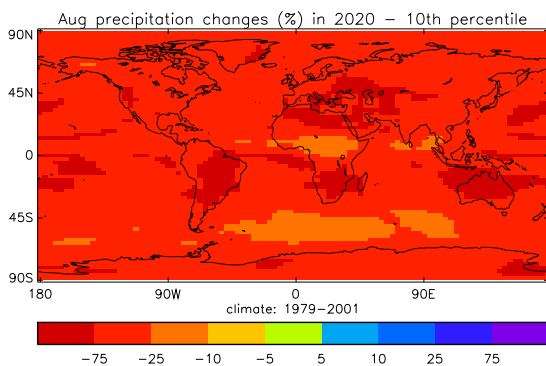 Aug precipitation changes (%) in 2020 − 10th percentile
90N
45N
0
45S
90S
180 90W 0 90E
climate: 1979−2001
−75 −25 −10 −5 5 10 25 75